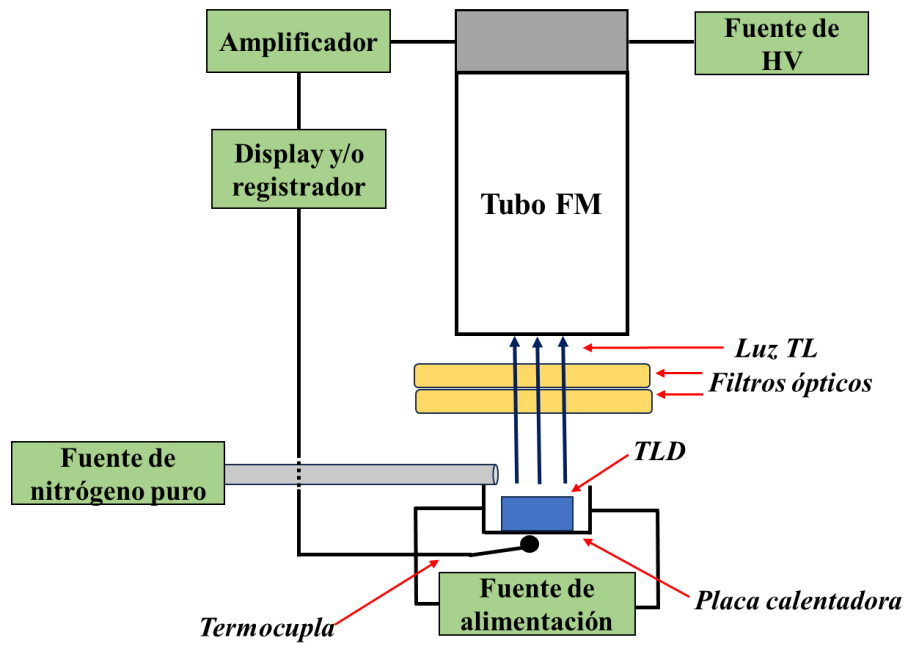 Amplificador
Fuente de
HV
Display y/o
registrador
Tubo FM
Luz TL
Filtros ópticos
TLD
Fuente de
nitrógeno puro
Fuente de
alimentación
Placa calentadora
Termocupla